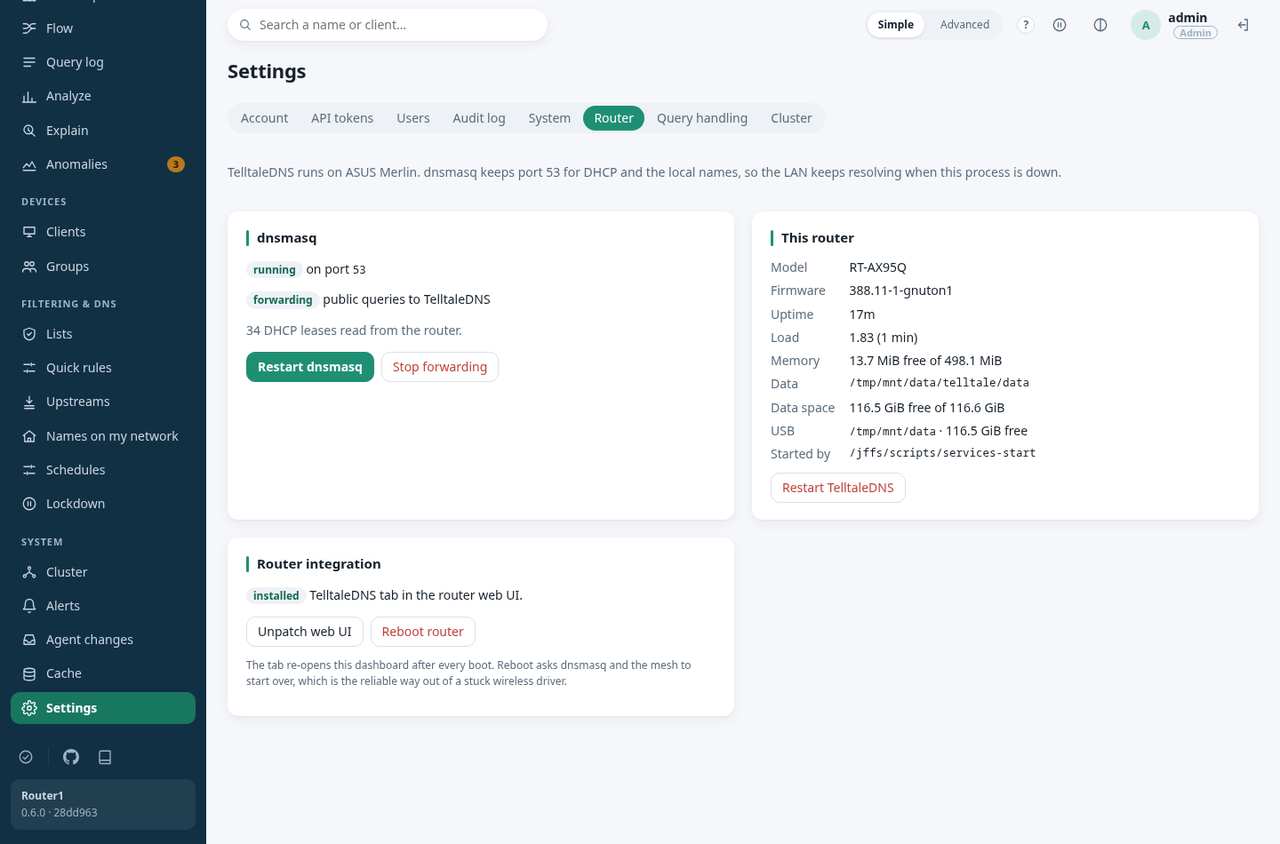 Flow
Query log
Analyze
Explain
Anomalies 3
DEVICES
Clients
Groups
FILTERING & DNS
Lists
Quick rules
Upstreams
Names on my network
Schedules
Lockdown
SYSTEM
Cluster
Alerts
Agent changes
Cache
Settings
Router1
0.6.0 · 28dd963
Search a name or client…
Simple Advanced ? A admin
Admin
Settings
Account API tokens Users Audit log System Router Query handling Cluster
TelltaleDNS runs on ASUS Merlin. dnsmasq keeps port 53 for DHCP and the local names, so the LAN keeps resolving when this process is down.
dnsmasq
running on port 53
forwarding public queries to TelltaleDNS
34 DHCP leases read from the router.
Restart dnsmasq Stop forwarding
This router
Model RT-AX95Q
Firmware 388.11-1-gnuton1
Uptime 17m
Load 1.83 (1 min)
Memory 13.7 MiB free of 498.1 MiB
Data /tmp/mnt/data/telltale/data
Data space 116.5 GiB free of 116.6 GiB
USB /tmp/mnt/data · 116.5 GiB free
Started by /jffs/scripts/services-start
Restart TelltaleDNS
Router integration
installed TelltaleDNS tab in the router web UI.
Unpatch web UI Reboot router
The tab re-opens this dashboard after every boot. Reboot asks dnsmasq and the mesh to
start over, which is the reliable way out of a stuck wireless driver.